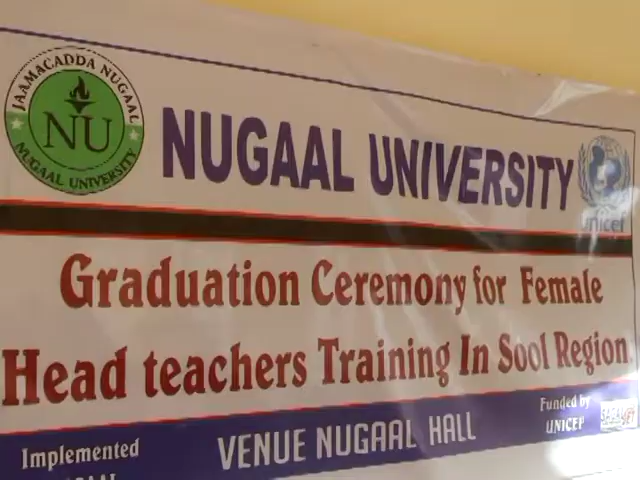 JAAMACADDA NUGAAL
NU
NUGAAL UNIVERSITY
NUGAAL UNIVERSITY
unicef
Graduation Ceremony for Female
Head teachers Training In Sool Region
Implemented
VENUE NUGAAL HALL
Funded by
UNICEF